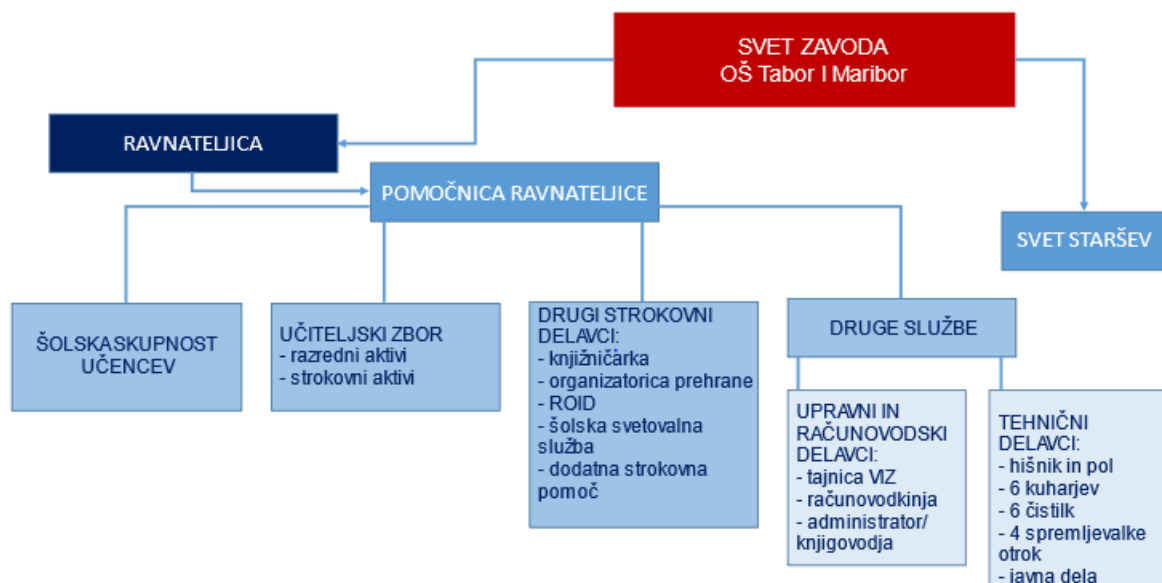 SVET ZAVODA
OŠ Tabor I Maribor
RAVNATELJICA
POMOČNICA RAVNATELJICE
SVET STARŠEV
ŠOLSKASKUPNOST
UČENCEV
UČITELJSKI ZBOR
- razredni aktivi
- strokovni aktivi
DRUGI STROKOVNI
DELAVCI:
- knjižničarka
- organizatorica prehrane
- ROID
- šolska svetovalna
služba
- dodatna strokovna
pomoč
DRUGE SLUŽBE
UPRAVNI IN
RAČUNOVODSKI
DELAVCI:
- tajnica VIZ
- računovodkinja
- administrator/
knjigovodja
TEHNIČNI
DELAVCI:
- hišnik in pol
- 6 kuharjev
- 6 čistilk
- 4 spremljevalke
otrok
- javna dela